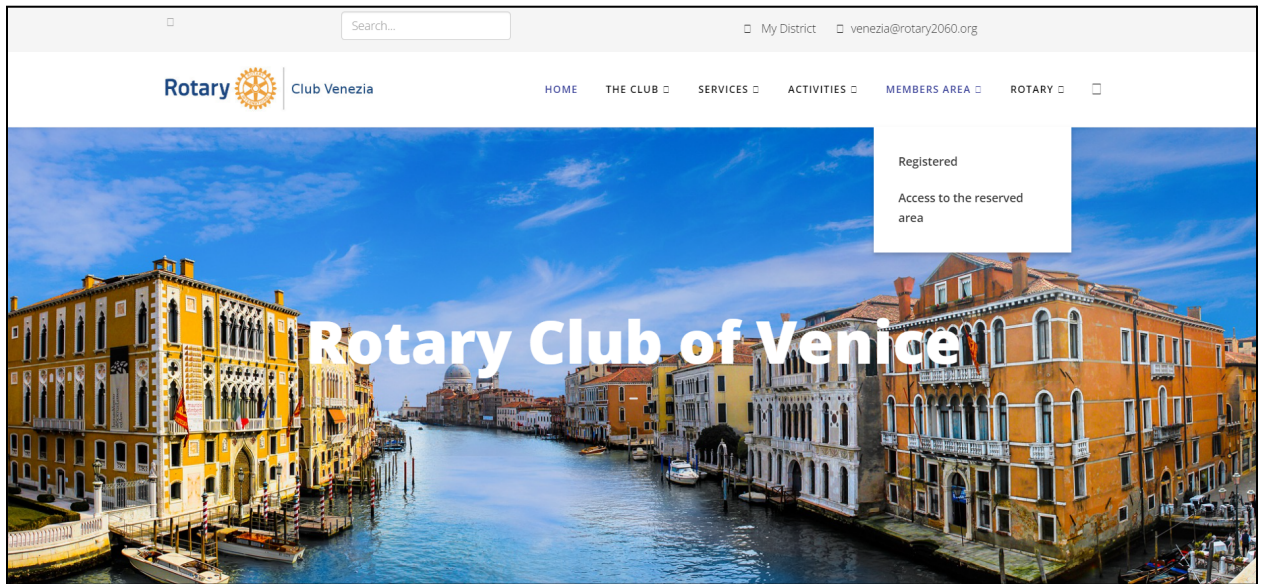 Search...
My District
venezia@rotary2060.org
Rotary
Club Venezia
HOME
THE CLUB
SERVICES
ACTIVITIES
MEMBERS AREA
ROTARY
Registered
Access to the reserved
area
Rotary Club of Venice